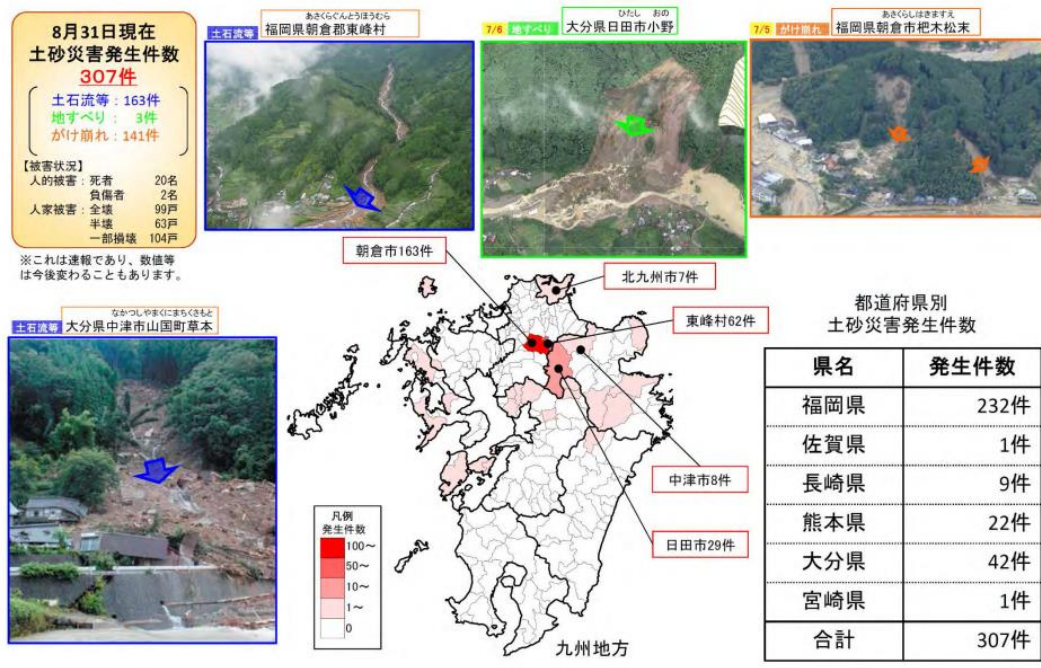 8月31日現在
土砂災害発生件数
307件
土石流等：163件
地すべり： 3件
がけ崩れ：141件
【被害状況】
人的被害：死者 20名
負傷者 2名
人家被害：全壊 99戸
半壊 63戸
一部損壊 104戸
※これは速報であり、数値等
は今後変わることもあります。
あさくらぐんとうほうむら
土石流等 福岡県朝倉郡東峰村
ひたし おの
7/6 地すべり 大分県日田市小野
あさくらしはきますえ
7/5 がけ崩れ 福岡県朝倉市杷木松末
なかつしやまくにまちくさもと
土石流等 大分県中津市山国町草本
朝倉市163件
北九州市7件
東峰村62件
中津市8件
日田市29件
凡例
発生件数
100～
50～
10～
1～
0
九州地方
都道府県別
土砂災害発生件数
県名 発生件数
福岡県 232件
佐賀県 1件
長崎県 9件
熊本県 22件
大分県 42件
宮崎県 1件
合計 307件